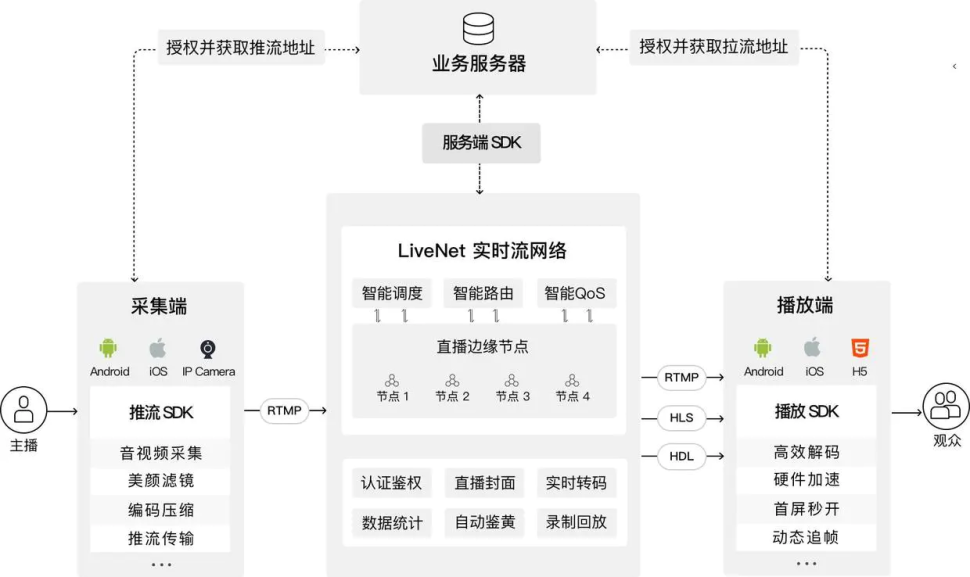 授权并获取推流地址
业务服务器
授权并获取拉流地址
服务端 SDK
LiveNet 实时流网络
智能调度
智能路由
智能QoS
直播边缘节点
节点 1
节点 2
节点 3
节点 4
认证鉴权
直播封面
实时转码
数据统计
自动鉴黄
录制回放
采集端
Android
iOS
IP Camera
推流 SDK
音视频采集
美颜滤镜
编码压缩
推流传输
•••
主播
RTMP
RTMP
HLS
HDL
播放端
Android
iOS
5
H5
播放 SDK
高效解码
硬件加速
首屏秒开
动态追帧
•••
观众